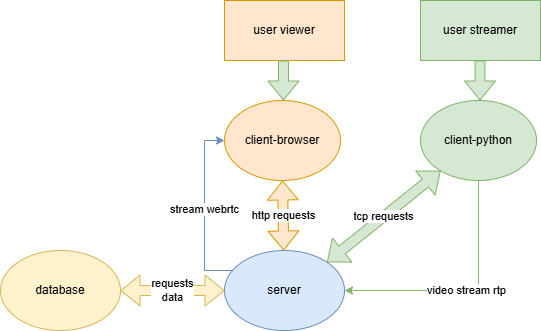 user viewer
user streamer
client-browser
client-python
stream webrtc
http requests
tcp requests
database
requests
data
server
video stream rtp